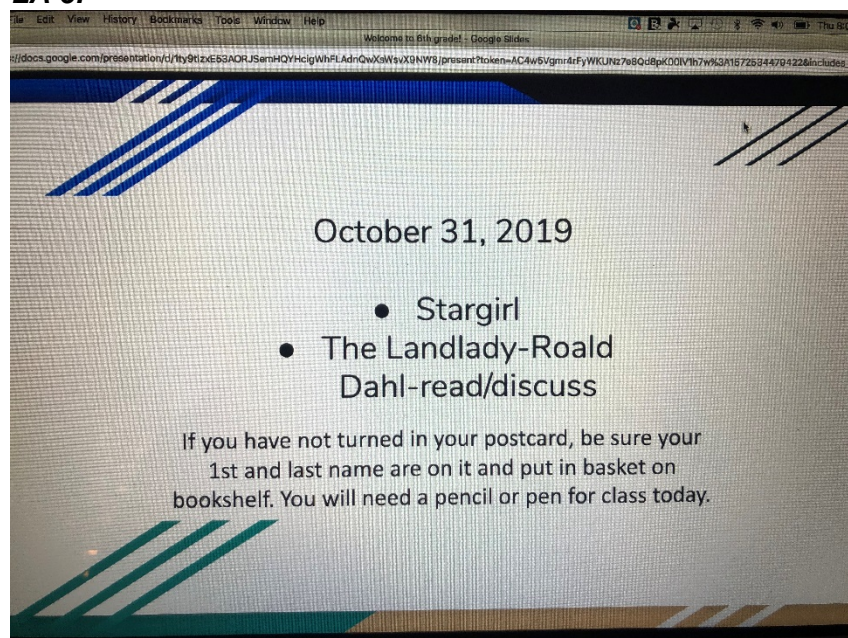 File Edit View History Bookmarks Tools Window Help
Welcome to 6th grade! - Google Slides
October 31, 2019
● Stargirl
● The Landlady-Roald
Dahl-read/discuss
If you have not turned in your postcard, be sure your
1st and last name are on it and put in basket on
bookshelf. You will need a pencil or pen for class today.